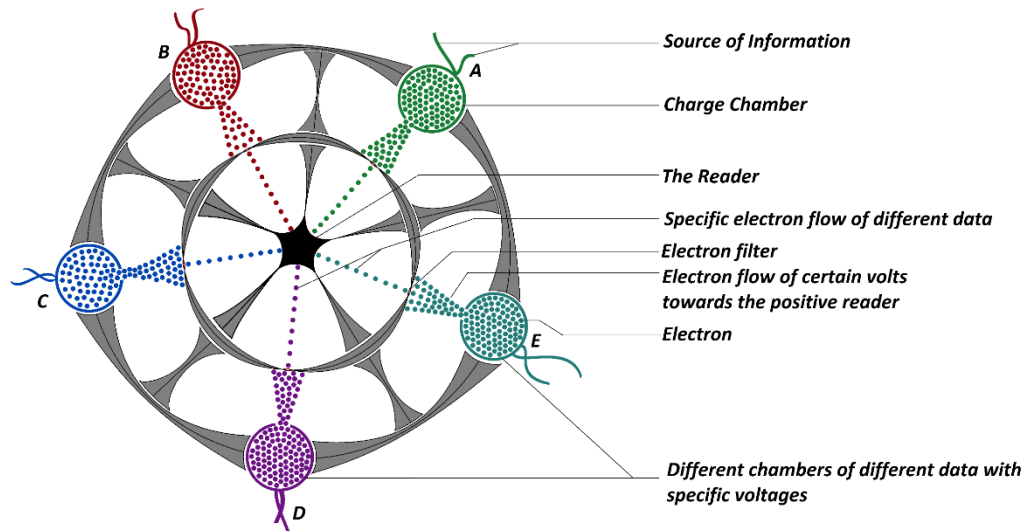 B
A
C
D
E
Source of Information
Charge Chamber
The Reader
Specific electron flow of different data
Electron filter
Electron flow of certain volts
towards the positive reader
Electron
Different chambers of different data with
specific voltages